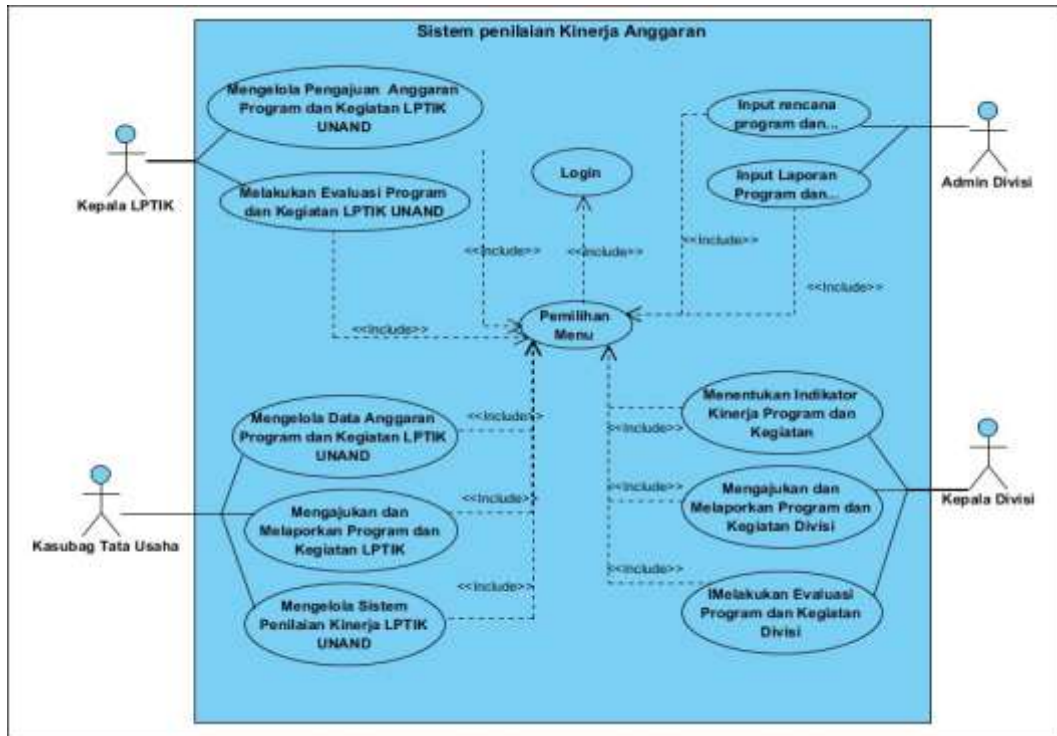 Sistem penilaian Kinerja Anggaran
Mengelola Pengajuan Anggaran
Program dan Kegiatan LPTIK
UNAND
Melakukan Evaluasi Program
dan Kegiatan LPTIK UNAND
Kepala LPTIK
Login
Input rencana
program dan...
Input Laporan
Program dan...
Admin Divisi
<<Include>>
<<Include>>
<<Include>>
<<Include>>
<<Include>>
Pemilihan
Menu
Mengelola Data Anggaran
Program dan Kegiatan LPTIK
UNAND
<<Include>>
Mengajukan dan
Melaporkan Program dan
Kegiatan LPTIK
<<Include>>
Mengelola Sistem
Penilaian Kinerja LPTIK
UNAND
<<Include>>
Kasubag Tata Usaha
Menentukan Indikator
Kinerja Program dan
Kegiatan
<<Include>>
Mengajukan dan
Melaporkan Program dan
Kegiatan Divisi
<<Include>>
IMelakukan Evaluasi
Program dan Kegiatan
Divisi
<<Include>>
Kepala Divisi